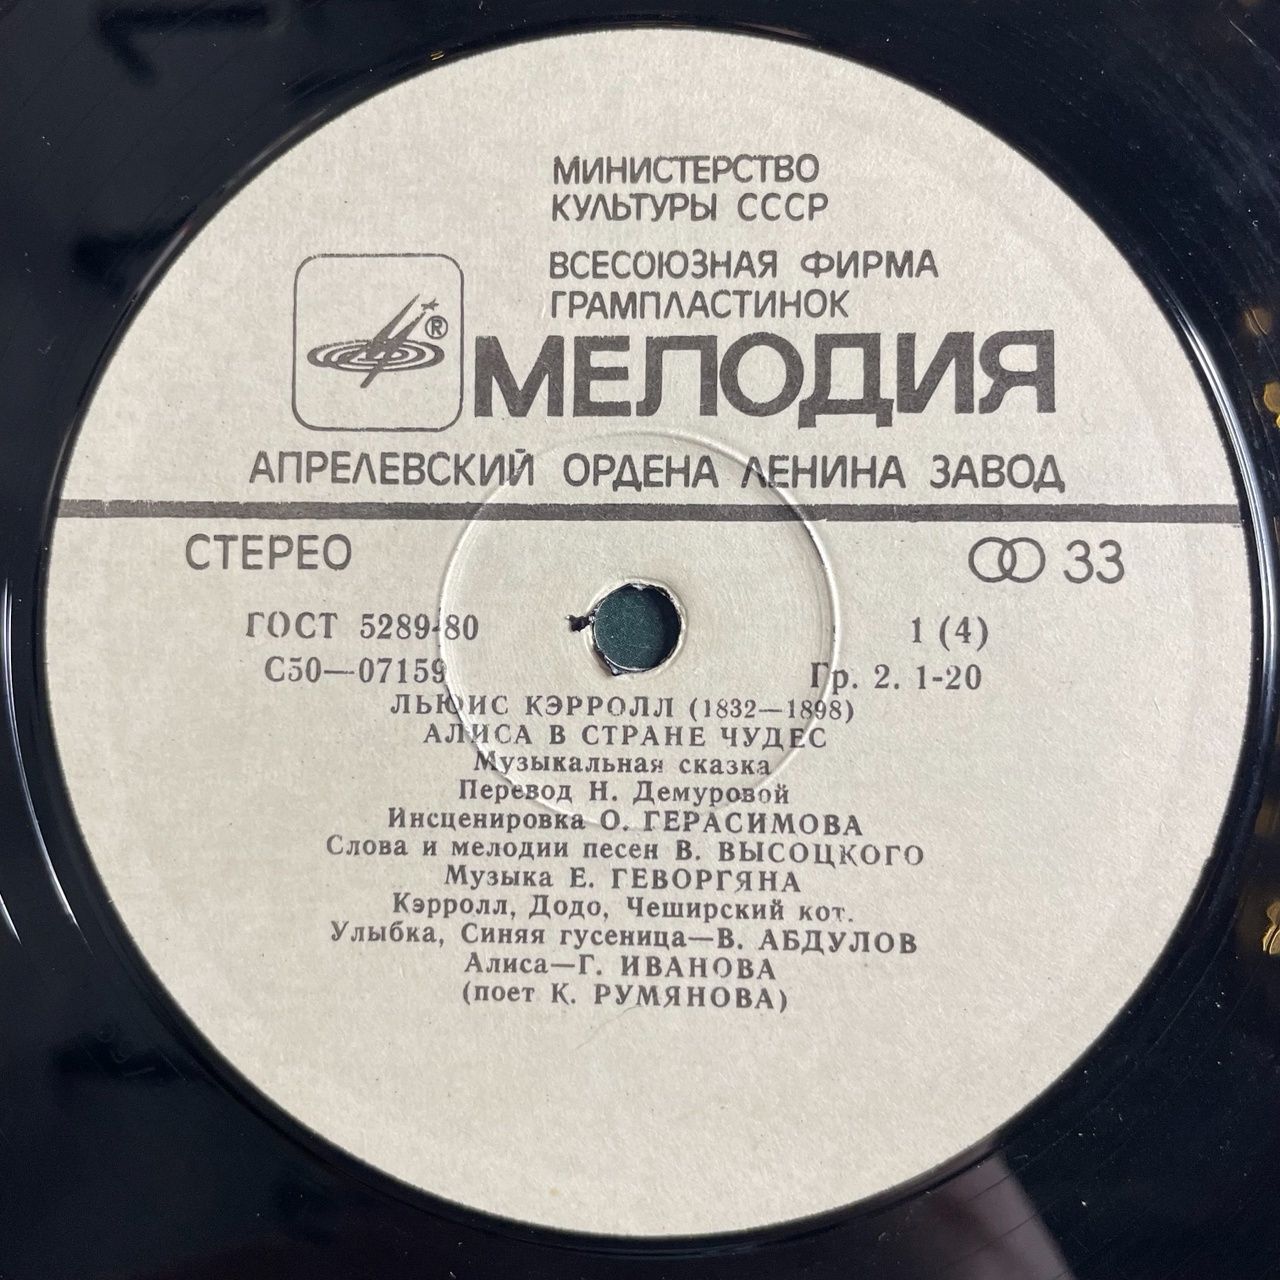 МИНИСТЕРСТВО
КУЛЬТУРЫ СССР
ВСЕСОЮЗНАЯ ФИРМА
ГРАМПЛАСТИНОК
®
МЕЛОДИЯ
АПРЕЛЕВСКИЙ ОРДЕНА ЛЕНИНА ЗАВОД
СТЕРЕО 33
ГОСТ 5289-80 1 (4)
С50—07159 Гр. 2. 1-20
ЛЬЮИС КЭРРОЛЛ (1832—1898)
АЛИСА В СТРАНЕ ЧУДЕС
Музыкальная сказка
Перевод Н. Демуровой
Инсценировка О. ГЕРАСИМОВА
Слова и мелодии песен В. ВЫСОЦКОГО
Музыка Е. ГЕВОРГЯНА
Кэрролл, Додо, Чеширский кот.
Улыбка, Синяя гусеница—В. АБДУЛОВ
Алиса—Г. ИВАНОВА
(поет К. РУМЯНОВА)